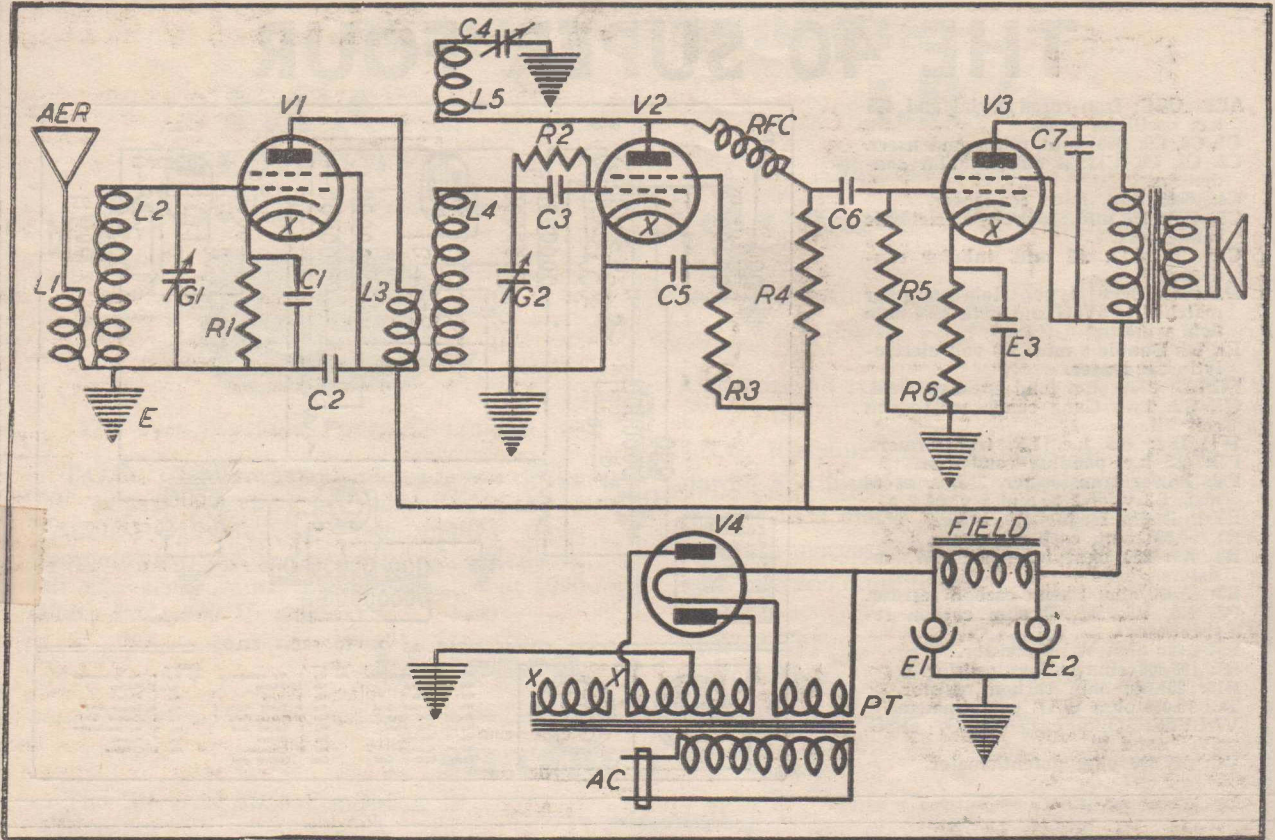 AER
V1
C4
L5
V2
RFC
V3
C7
R2
L2
L4
C3
C6
X
X
X
L1
G1
R1
C1
L3
G2
C5
R4
R5
E3
R3
R6
C2
E
V4
FIELD
X
X
PT
E1
E2
AC